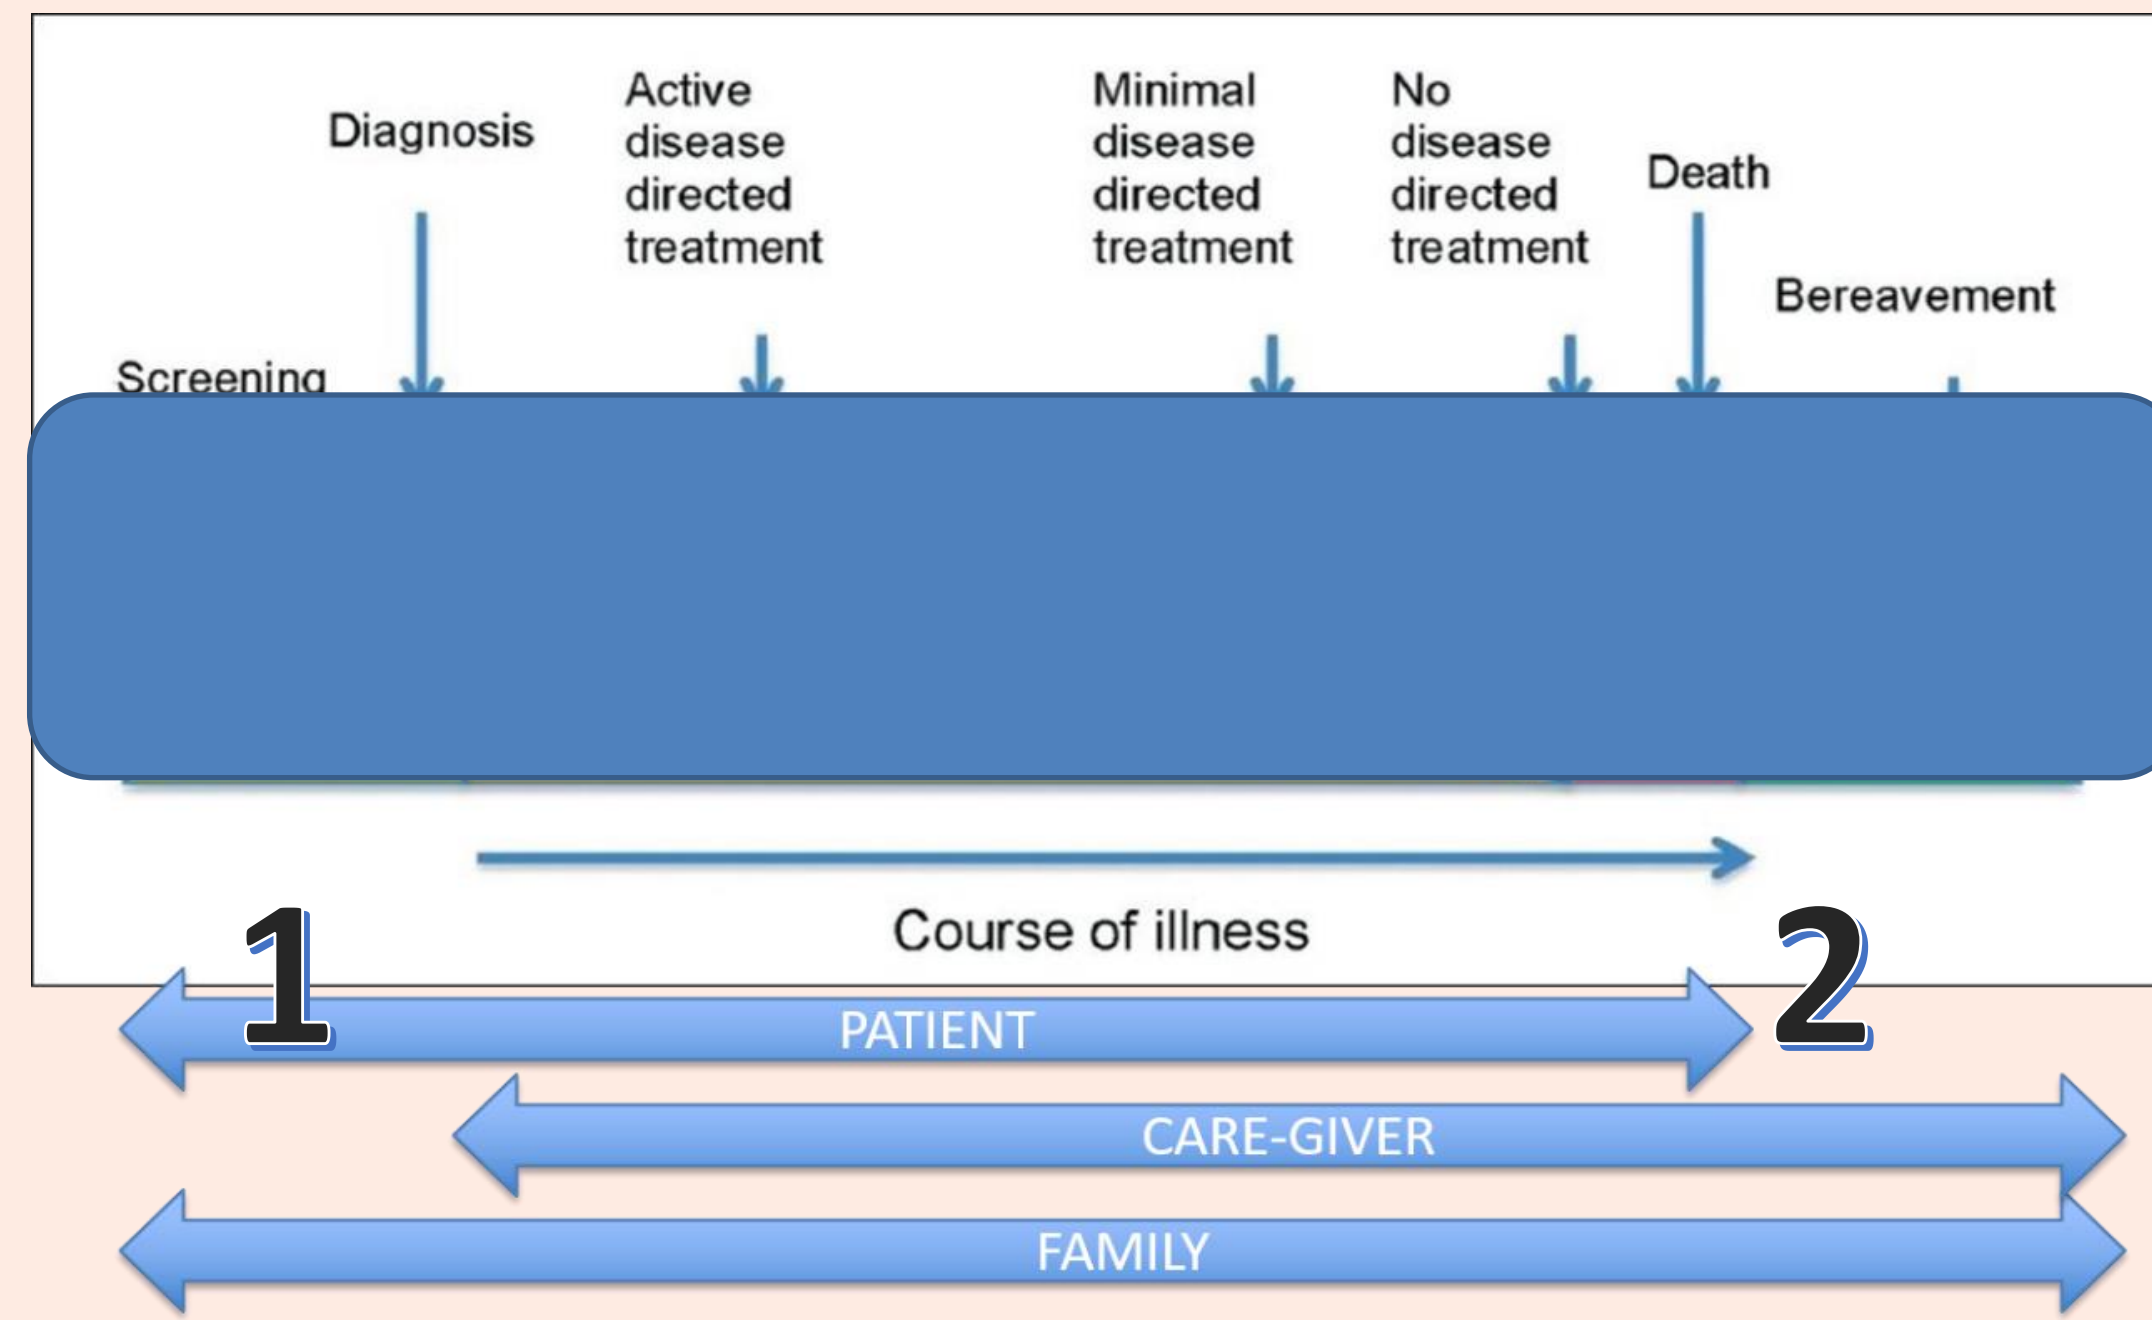 Diagnosis
Active
disease
directed
treatment
Minimal
disease
directed
treatment
No
disease
directed
treatment
Death
Bereavement
Screening
Course of illness
1
2
PATIENT
CARE-GIVER
FAMILY